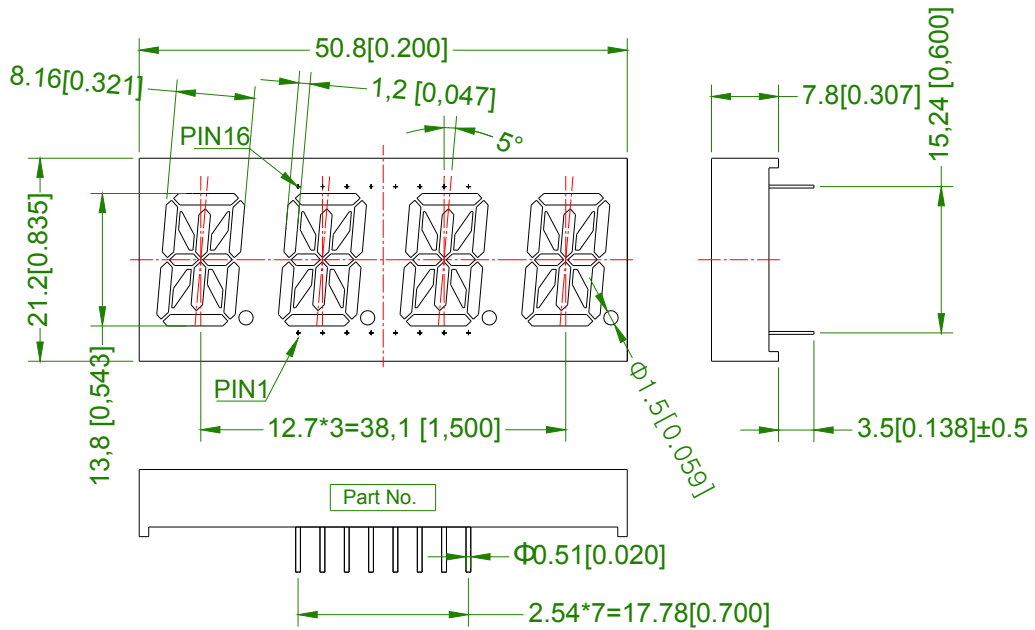 50.8[0.200]
8.16[0.321]
1,2 [0,047]
5°
PIN16
7.8[0.307]
15,24 [0,600]
21.2[0.835]
13,8 [0,543]
PIN1
12.7*3=38,1 [1,500]
Φ1.5[0.059]
3.5[0.138]±0.5
Part No.
Φ0.51[0.020]
2.54*7=17.78[0.700]